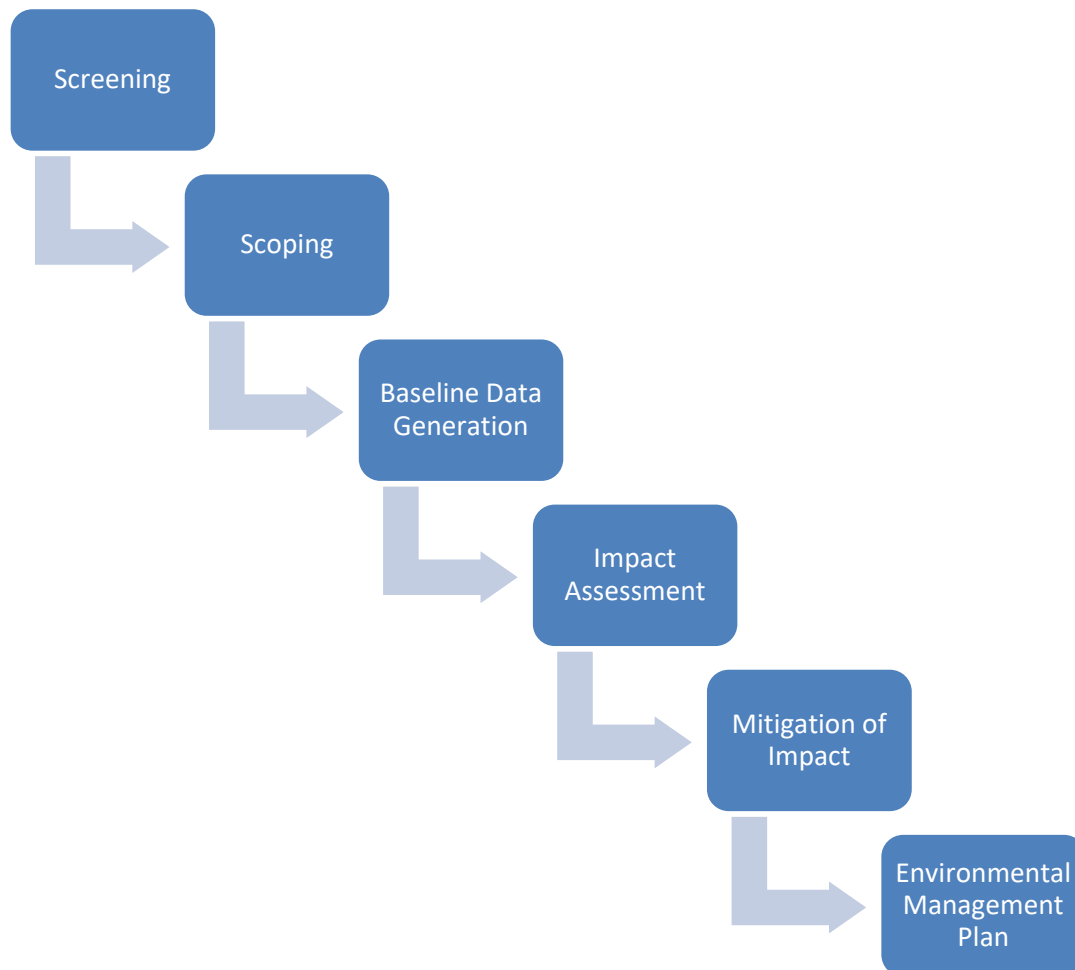 Screening
Scoping
Baseline Data
Generation
Impact
Assessment
Mitigation of
Impact
Environmental
Management
Plan